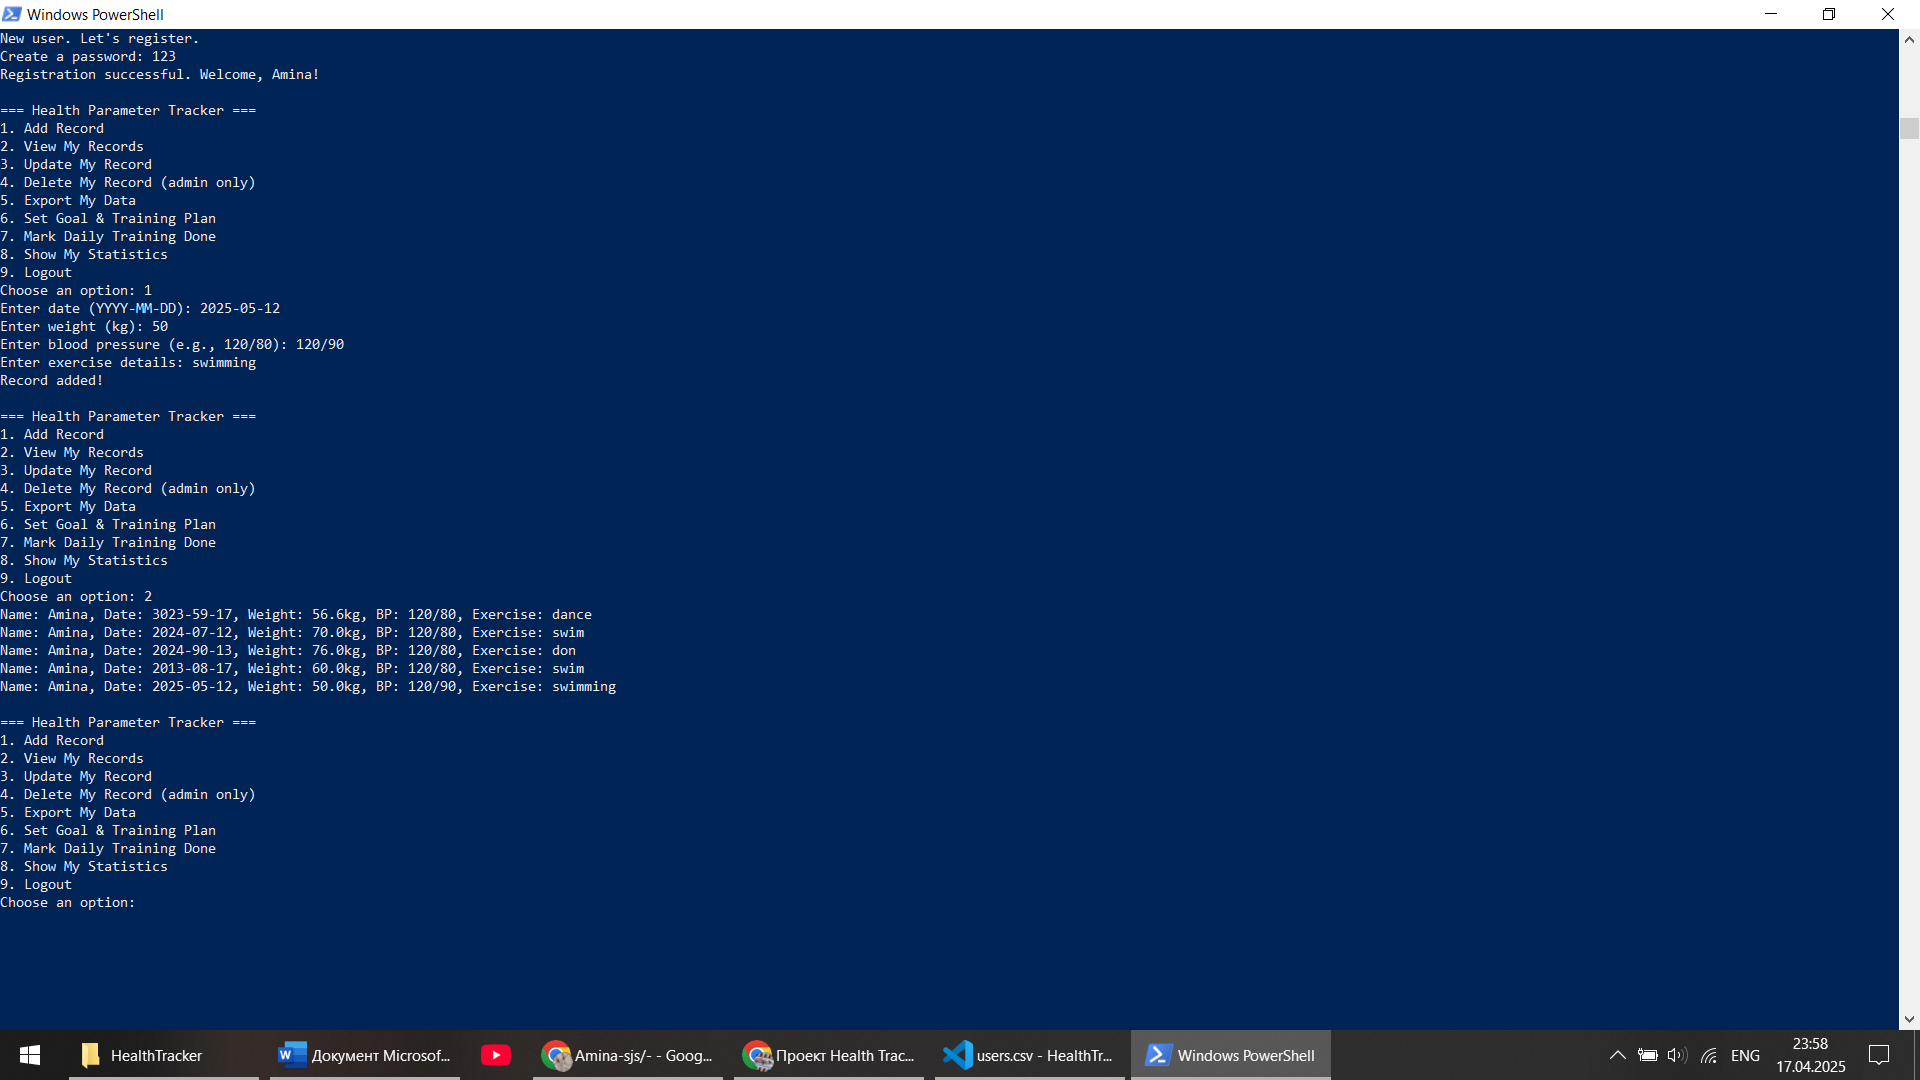 Windows PowerShell
New user. Let's register.
Create a password: 123
Registration successful. Welcome, Amina!
=== Health Parameter Tracker ===
1. Add Record
2. View My Records
3. Update My Record
4. Delete My Record (admin only)
5. Export My Data
6. Set Goal & Training Plan
7. Mark Daily Training Done
8. Show My Statistics
9. Logout
Choose an option: 1
Enter date (YYYY-MM-DD): 2025-05-12
Enter weight (kg): 50
Enter blood pressure (e.g., 120/80): 120/90
Enter exercise details: swimming
Record added!
=== Health Parameter Tracker ===
1. Add Record
2. View My Records
3. Update My Record
4. Delete My Record (admin only)
5. Export My Data
6. Set Goal & Training Plan
7. Mark Daily Training Done
8. Show My Statistics
9. Logout
Choose an option: 2
Name: Amina, Date: 3023-59-17, Weight: 56.6kg, BP: 120/80, Exercise: dance
Name: Amina, Date: 2024-07-12, Weight: 70.0kg, BP: 120/80, Exercise: swim
Name: Amina, Date: 2024-90-13, Weight: 76.0kg, BP: 120/80, Exercise: don
Name: Amina, Date: 2013-08-17, Weight: 60.0kg, BP: 120/80, Exercise: swim
Name: Amina, Date: 2025-05-12, Weight: 50.0kg, BP: 120/90, Exercise: swimming
=== Health Parameter Tracker ===
1. Add Record
2. View My Records
3. Update My Record
4. Delete My Record (admin only)
5. Export My Data
6. Set Goal & Training Plan
7. Mark Daily Training Done
8. Show My Statistics
9. Logout
Choose an option:
HealthTracker
Документ Microsof...
Amina-sjs/- - Goog...
Проект Health Trac...
users.csv - HealthTr...
Windows PowerShell
ENG
23:58
17.04.2025